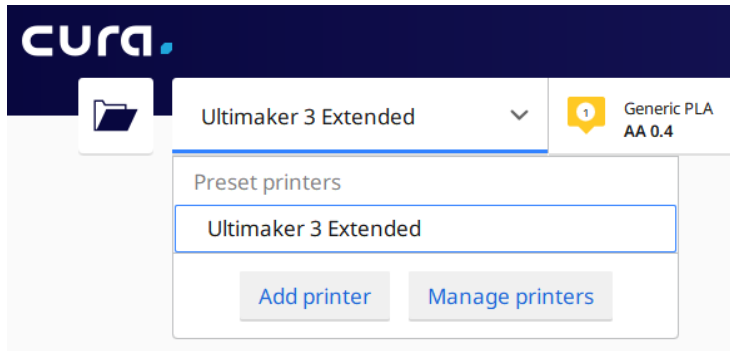 cura.
Ultimaker 3 Extended
1
Generic PLA
AA 0.4
Preset printers
Ultimaker 3 Extended
Add printer
Manage printers